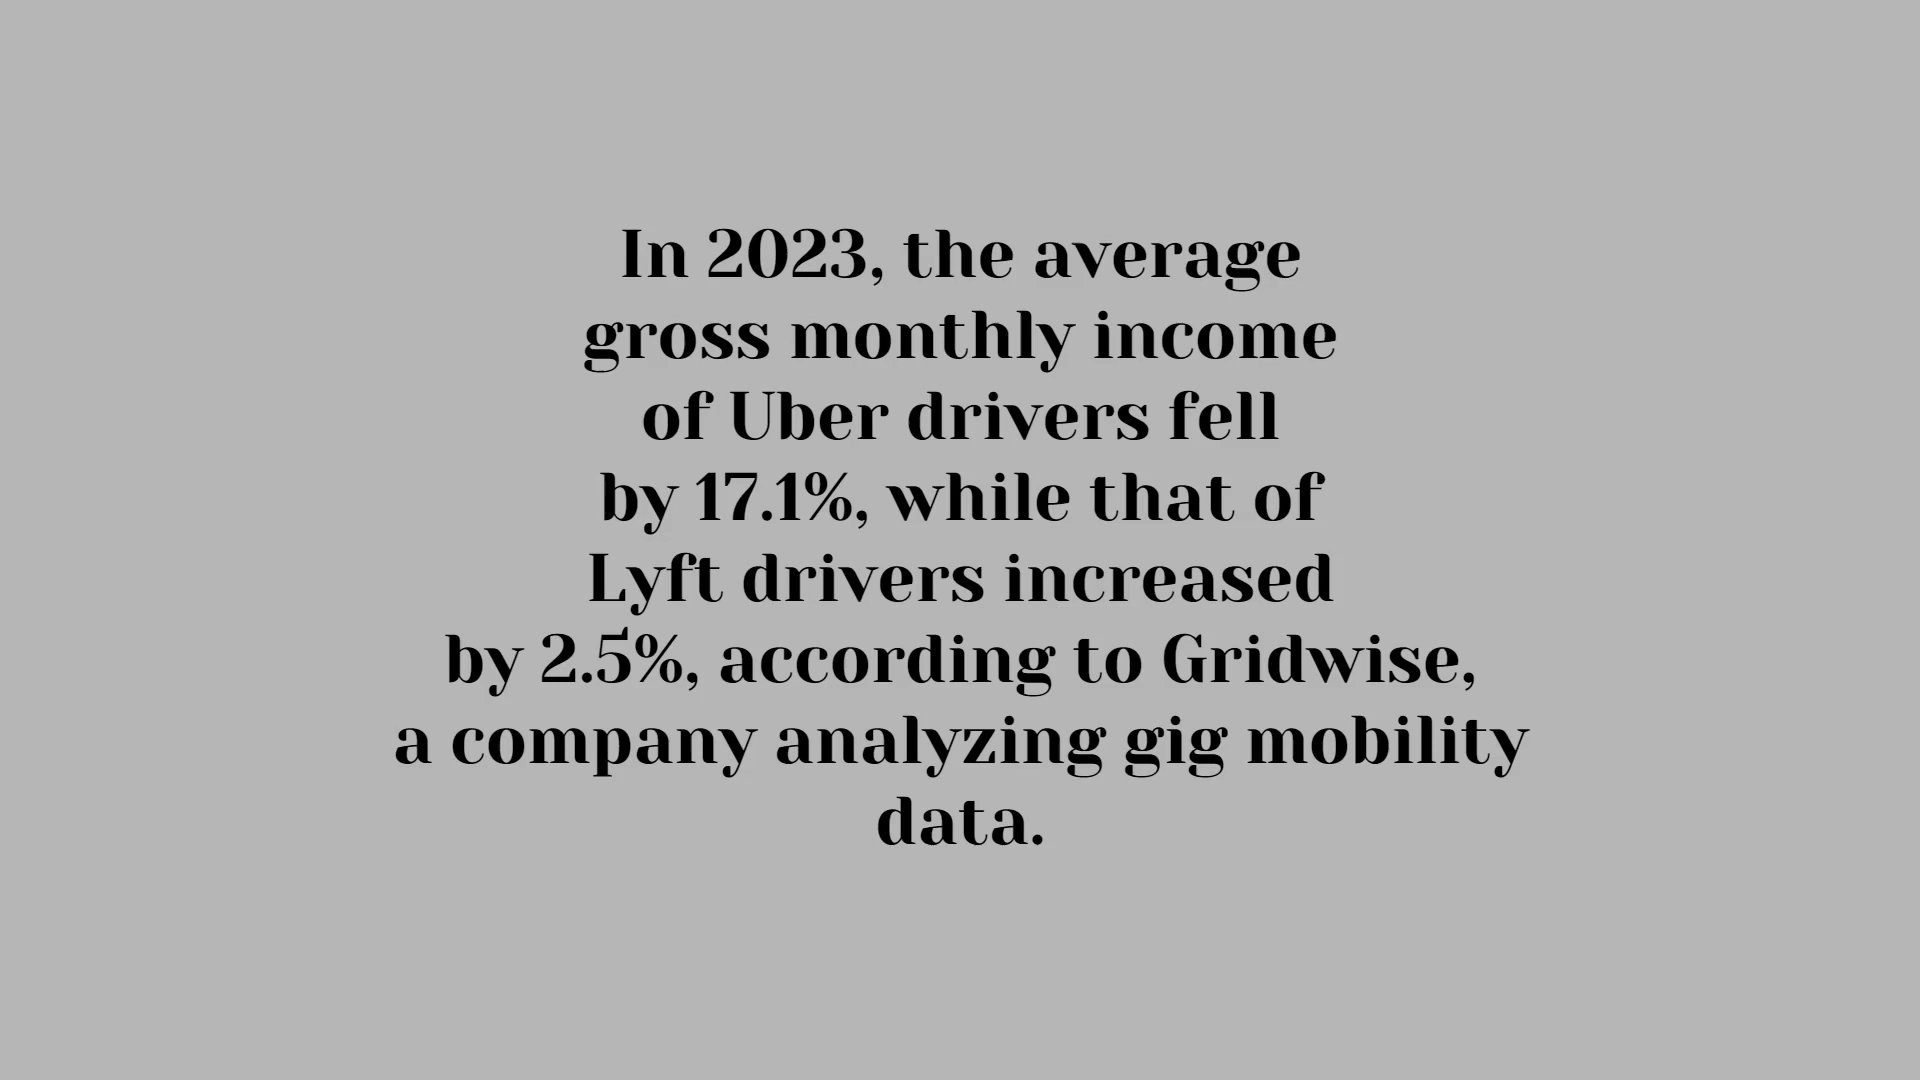 In 2023, the average
gross monthly income
of Uber drivers fell
by 17.1%, while that of
Lyft drivers increased
by 2.5%, according to Gridwise,
a company analyzing gig mobility
data.